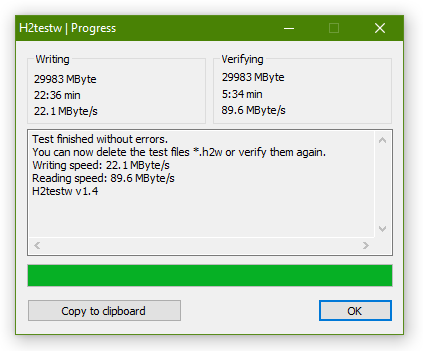 H2testw | Progress
Writing
29983 MByte
22:36 min
22.1 MByte/s
Verifying
29983 MByte
5:34 min
89.6 MByte/s
Test finished without errors.
You can now delete the test files *.h2w or verify them again.
Writing speed: 22.1 MByte/s
Reading speed: 89.6 MByte/s
H2testw v1.4
Copy to clipboard
OK